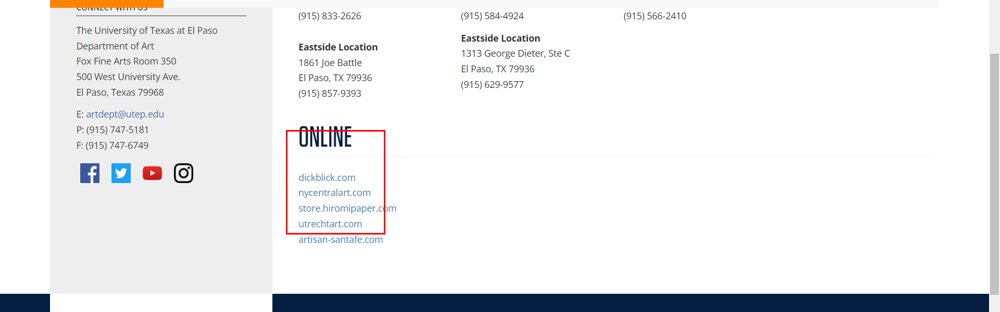 CONNECT WITH US
The University of Texas at El Paso
Department of Art
Fox Fine Arts Room 350
500 West University Ave.
El Paso, Texas 79968
E: artdept@utep.edu
P: (915) 747-5181
F: (915) 747-6749
(915) 833-2626
Eastside Location
1861 Joe Battle
El Paso, TX 79936
(915) 857-9393
(915) 584-4924
Eastside Location
1313 George Dieter, Ste C
El Paso, TX 79936
(915) 629-9577
(915) 566-2410
ONLINE
dickblick.com
nycentralart.com
store.hiromipaper.com
utrechtart.com
artisan-santafe.com